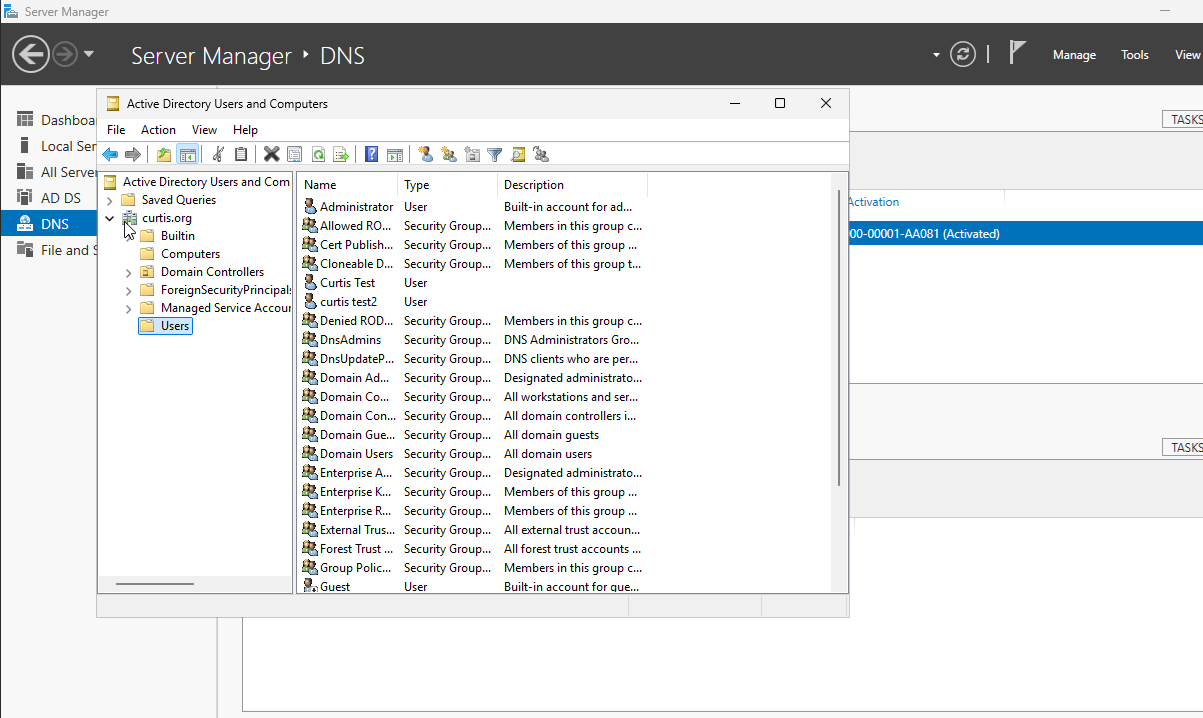 Server Manager
Server Manager ‣ DNS
Manage Tools View
Dashboa
Local Ser
All Server
AD DS
DNS
File and S
TASKS
Activation
00-00001-AA081 (Activated)
TASKS
Active Directory Users and Computers
File Action View Help
Active Directory Users and Com
Saved Queries
curtis.org
Builtin
Computers
Domain Controllers
ForeignSecurityPrincipals
Managed Service Accour
Users
Name Type Description
Administrator User Built-in account for ad...
Allowed RO... Security Group... Members in this group c...
Cert Publish... Security Group... Members of this group ...
Cloneable D... Security Group... Members of this group t...
Curtis Test User
curtis test2 User
Denied ROD... Security Group... Members in this group c...
DnsAdmins Security Group... DNS Administrators Gro...
DnsUpdateP... Security Group... DNS clients who are per...
Domain Ad... Security Group... Designated administrato...
Domain Co... Security Group... All workstations and ser...
Domain Con... Security Group... All domain controllers i...
Domain Gue... Security Group... All domain guests
Domain Users Security Group... All domain users
Enterprise A... Security Group... Designated administrato...
Enterprise K... Security Group... Members of this group ...
Enterprise R... Security Group... Members of this group ...
External Trus... Security Group... All external trust accoun...
Forest Trust ... Security Group... All forest trust accounts ...
Group Polic... Security Group... Members in this group c...
Guest User Built-in account for gue...